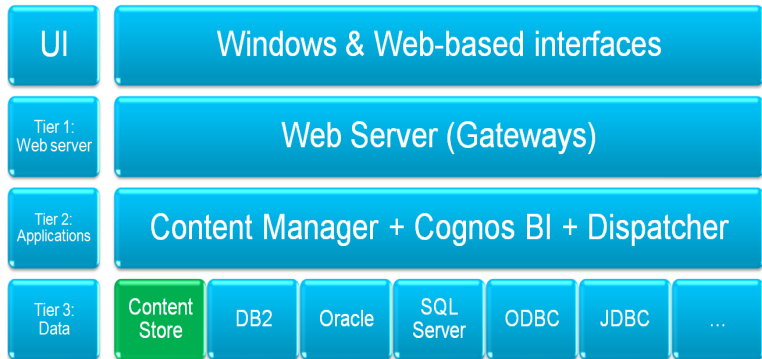 UI
Windows & Web-based interfaces
Tier 1:
Web server
Web Server (Gateways)
Tier 2:
Applications
Content Manager + Cognos BI + Dispatcher
Tier 3:
Data
Content
Store
DB2
Oracle
SQL
Server
ODBC
JDBC
...